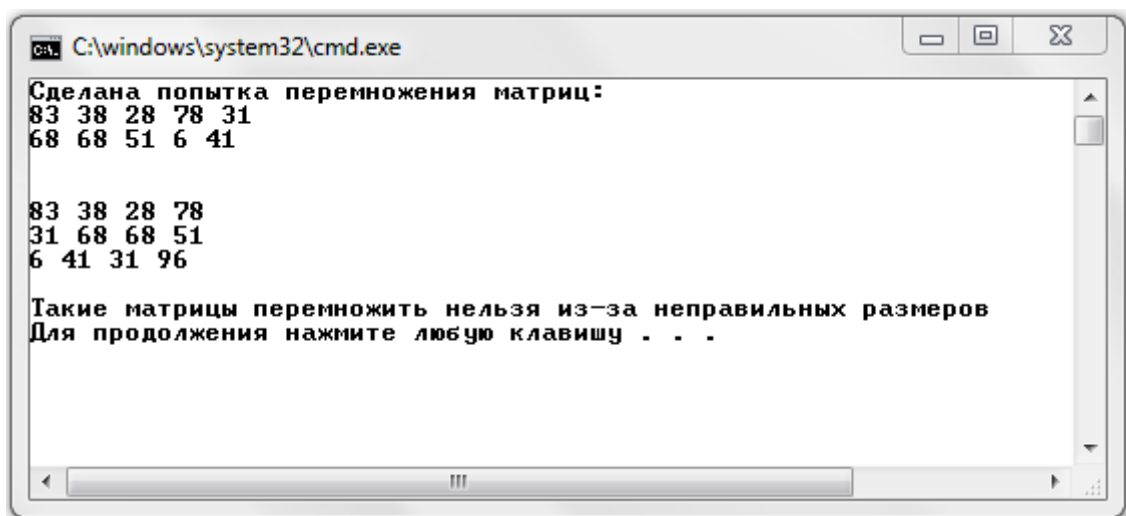 C:\windows\system32\cmd.exe
Сделана попытка перемножения матриц:
83 38 28 78 31
68 68 51 6 41
83 38 28 78
31 68 68 51
6 41 31 96
Такие матрицы перемножить нельзя из-за неправильных размеров
Для продолжения нажмите любую клавишу . . .